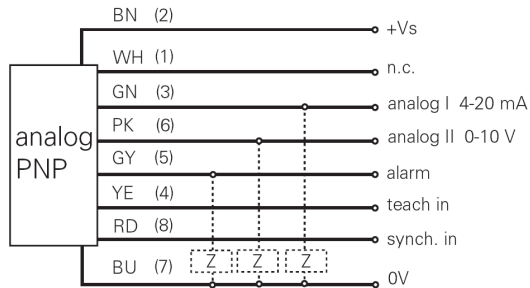 BN (2)
+Vs
WH (1)
n.c.
GN (3)
analog I 4-20 mA
PK (6)
analog II 0-10 V
analog
PNP
GY (5)
alarm
YE (4)
teach in
RD (8)
synch. in
Z Z Z
BU (7)
0V